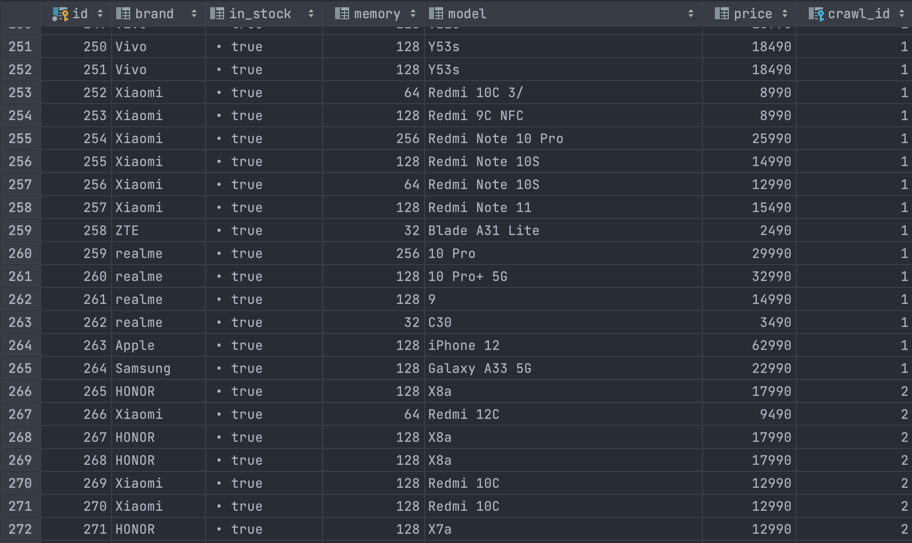 id brand in_stock memory model price crawl_id
251 250 Vivo • true 128 Y53s 18490 1
252 251 Vivo • true 128 Y53s 18490 1
253 252 Xiaomi • true 64 Redmi 10C 3/ 8990 1
254 253 Xiaomi • true 128 Redmi 9C NFC 8990 1
255 254 Xiaomi • true 256 Redmi Note 10 Pro 25990 1
256 255 Xiaomi • true 128 Redmi Note 10S 14990 1
257 256 Xiaomi • true 64 Redmi Note 10S 12990 1
258 257 Xiaomi • true 128 Redmi Note 11 15490 1
259 258 ZTE • true 32 Blade A31 Lite 2490 1
260 259 realme • true 256 10 Pro 29990 1
261 260 realme • true 128 10 Pro+ 5G 32990 1
262 261 realme • true 128 9 14990 1
263 262 realme • true 32 C30 3490 1
264 263 Apple • true 128 iPhone 12 62990 1
265 264 Samsung • true 128 Galaxy A33 5G 22990 1
266 265 HONOR • true 128 X8a 17990 2
267 266 Xiaomi • true 64 Redmi 12C 9490 2
268 267 HONOR • true 128 X8a 17990 2
269 268 HONOR • true 128 X8a 17990 2
270 269 Xiaomi • true 128 Redmi 10C 12990 2
271 270 Xiaomi • true 128 Redmi 10C 12990 2
272 271 HONOR • true 128 X7a 12990 2